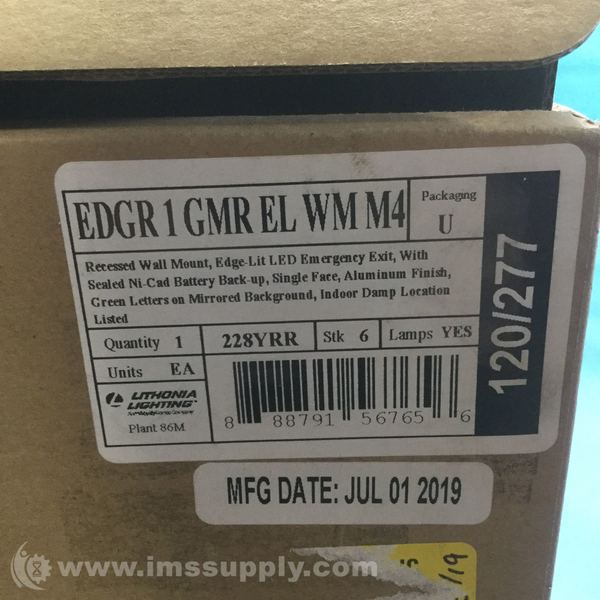 EDGR 1 GMR EL WM M4
Packaging
U
Recessed Wall Mount, Edge-Lit LED Emergency Exit, With
Sealed Ni-Cad Battery Back-up, Single Face, Aluminum Finish,
Green Letters on Mirrored Background, Indoor Damp Location
Listed
120/277
Quantity 1
228YRR
Stk 6
Lamps YES
Units EA
LITHONIA
LIGHTING
Plant 86M
8 88791 56765 6
MFG DATE: JUL 01 2019
/19
www.imssupply.com